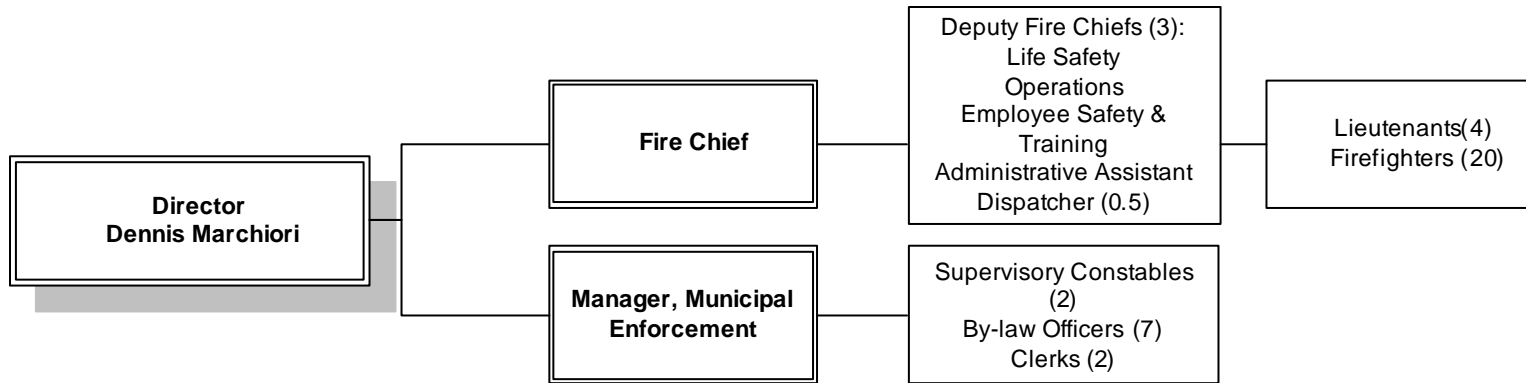 Director
Dennis Marchiori
Fire Chief
Manager, Municipal
Enforcement
Deputy Fire Chiefs (3):
Life Safety
Operations
Employee Safety &
Training
Administrative Assistant
Dispatcher (0.5)
Supervisory Constables
(2)
By-law Officers (7)
Clerks (2)
Lieutenants(4)
Firefighters (20)